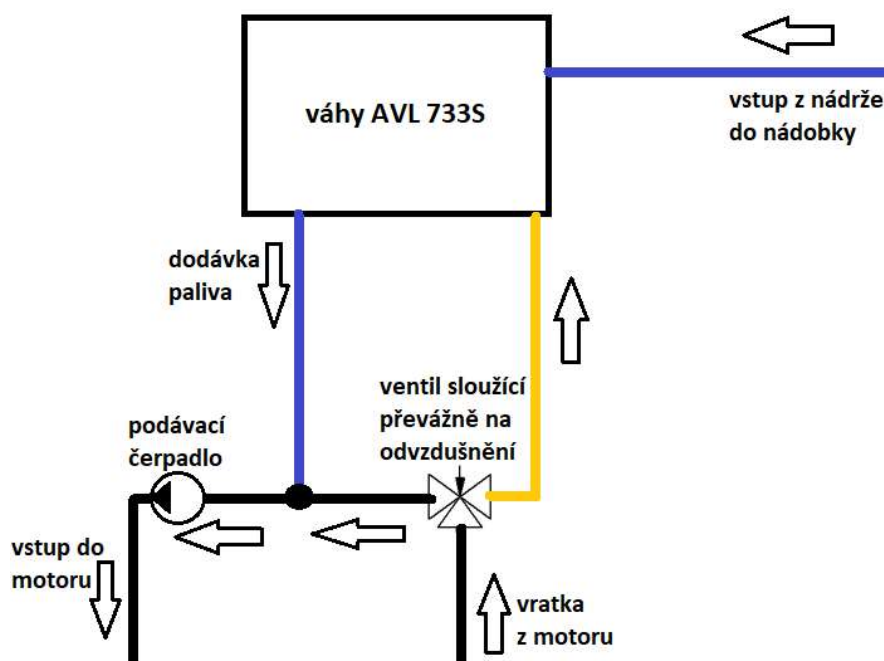 váhy AVL 733S
vstup z nádrže
do nádobky
dodávka
paliva
ventil sloužící
převážně na
odvzdušnění
podávací
čerpadlo
vstup do
motoru
vratka
z motoru